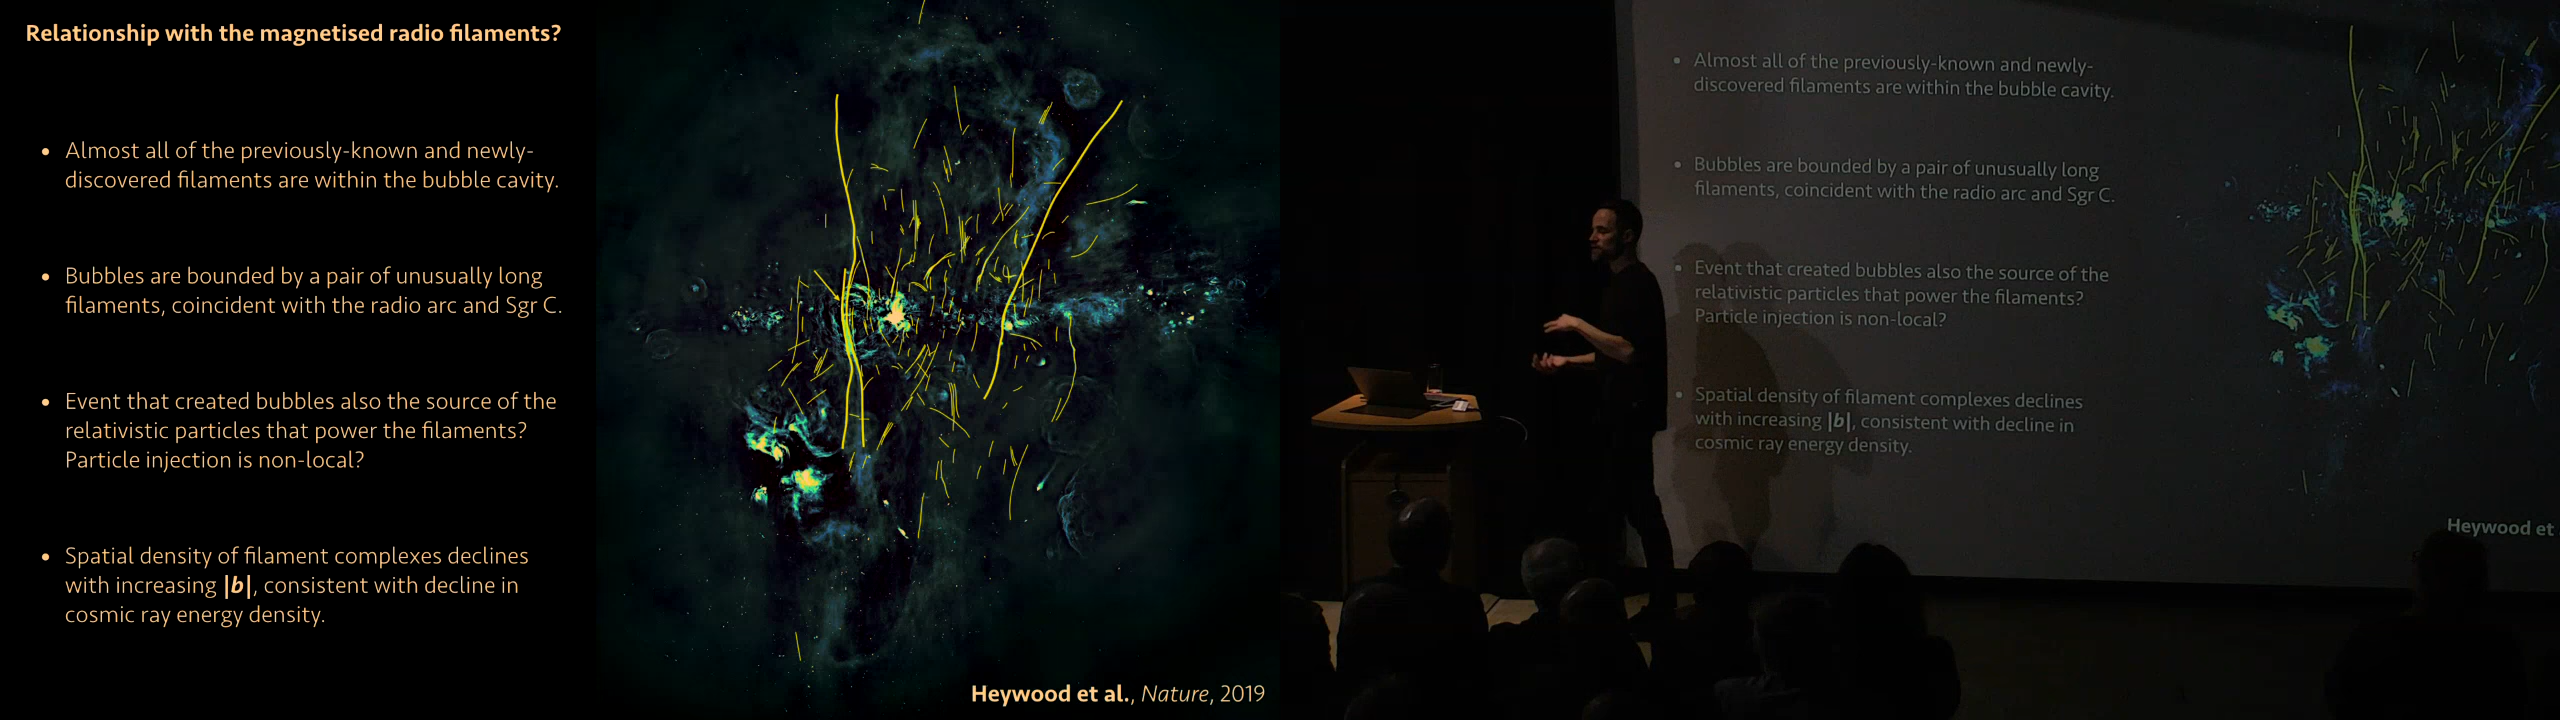 Relationship with the magnetised radio filaments?
• Almost all of the previously-known and newly-
discovered filaments are within the bubble cavity.
• Bubbles are bounded by a pair of unusually long
filaments, coincident with the radio arc and Sgr C.
• Event that created bubbles also the source of the
relativistic particles that power the filaments?
Particle injection is non-local?
• Spatial density of filament complexes declines
with increasing |b|, consistent with decline in
cosmic ray energy density.
Heywood et al., Nature, 2019
• Almost all of the previously-known and newly-
discovered filaments are within the bubble cavity.
• Bubbles are bounded by a pair of unusually long
filaments, coincident with the radio arc and Sgr C.
• Event that created bubbles also the source of the
relativistic particles that power the filaments?
Particle injection is non-local?
• Spatial density of filament complexes declines
with increasing |b|, consistent with decline in
cosmic ray energy density.
Heywood et